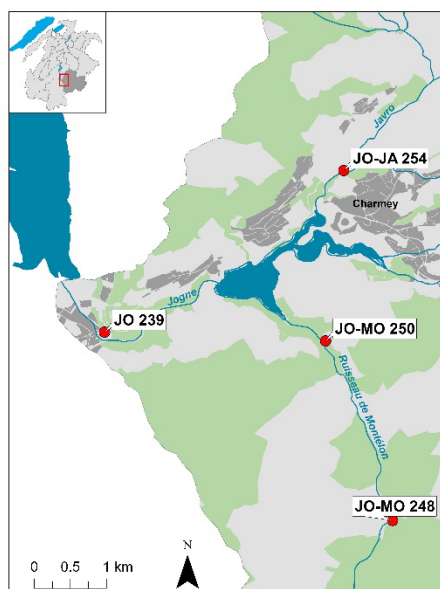 Javro
JO-JA 254
Charmey
Jogne
JO 239
JO-MO 250
Ruisseau de Montélon
JO-MO 248
N
0 0.5 1 km